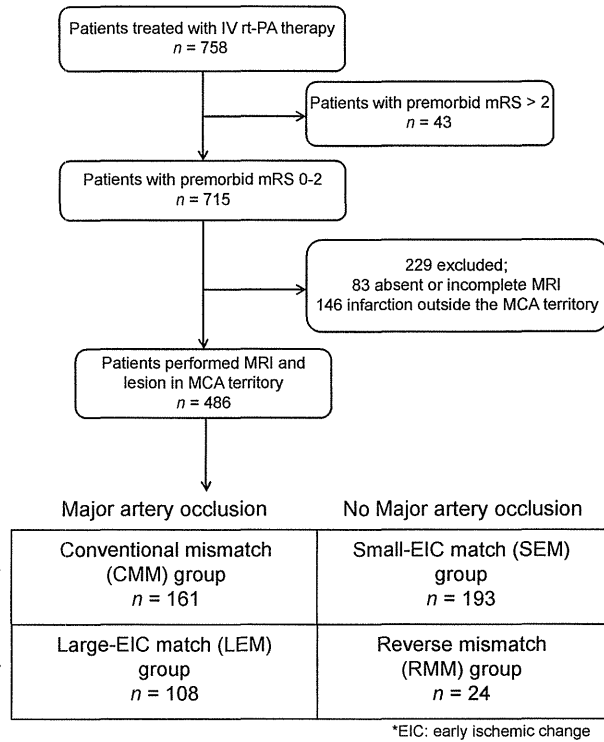 Patients treated with IV rt-PA therapy
n = 758
Patients with premorbid mRS > 2
n = 43
Patients with premorbid mRS 0-2
n = 715
229 excluded;
83 absent or incomplete MRI
146 infarction outside the MCA territory
Patients performed MRI and
lesion in MCA territory
n = 486
Major artery occlusion
No Major artery occlusion
Conventional mismatch
(CMM) group
n = 161
Small-EIC match (SEM)
group
n = 193
Large-EIC match (LEM)
group
n = 108
Reverse mismatch
(RMM) group
n = 24
*EIC: early ischemic change